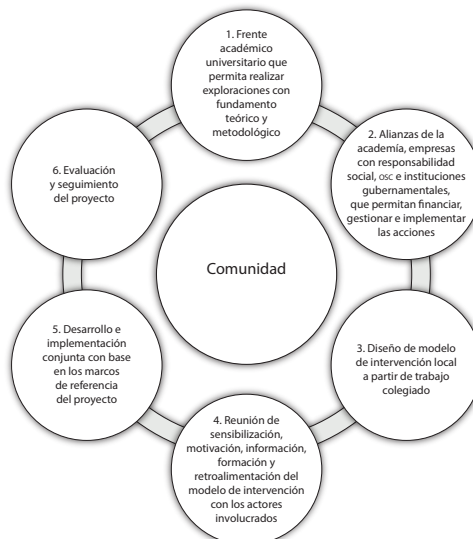 1. Frente
académico
universitario que
permita realizar
exploraciones con
fundamento
teórico y
metodológico
2. Alianzas de la
academia, empresas
con responsabilidad
social, osc e instituciones
gubernamentales,
que permitan financiar,
gestionar e implementar
las acciones
3. Diseño de modelo
de intervención local
a partir de trabajo
colegiado
4. Reunión de
sensibilización,
motivación, información,
formación y
retroalimentación del
modelo de intervención
con los actores
involucrados
5. Desarrollo e
implementación
conjunta con base
en los marcos
de referencia
del proyecto
6. Evaluación
y seguimiento
del proyecto
Comunidad